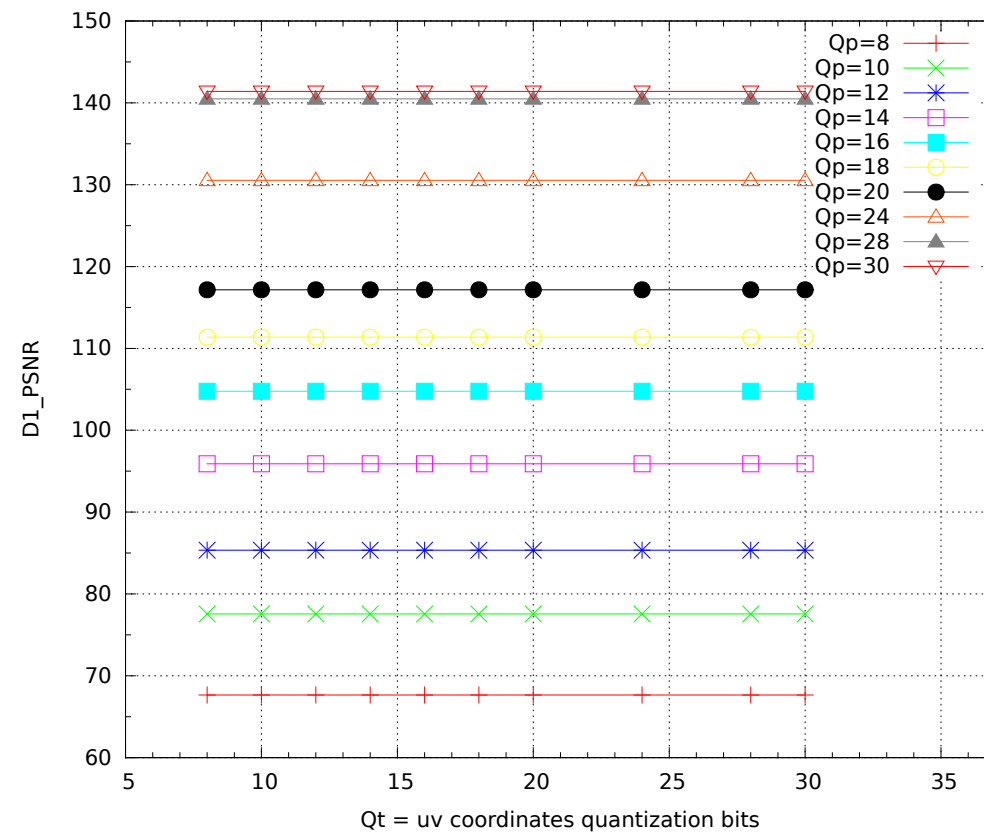 150
140
130
120
110
100
90
80
70
60
D1_PSNR
5
10
15
20
25
30
35
Qt = uv coordinates quantization bits
Qp=8
Qp=10
Qp=12
Qp=14
Qp=16
Qp=18
Qp=20
Qp=24
Qp=28
Qp=30